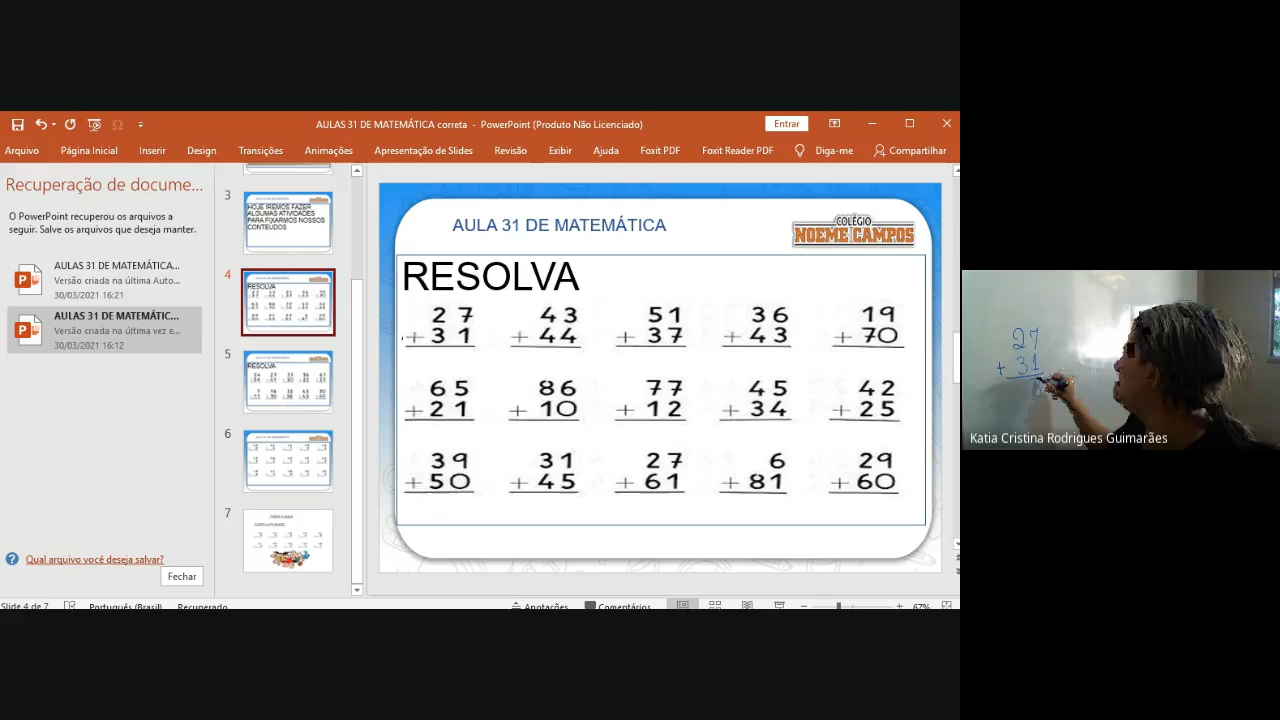 AULAS 31 DE MATEMÁTICA correta - PowerPoint (Produto Não Licenciado)
Entrar
Arquivo Página Inicial Inserir Design Transições Animações Apresentação de Slides Revisão Exibir Ajuda Foxit PDF Foxit Reader PDF Diga-me Compartilhar
Recuperação de docume...
O PowerPoint recuperou os arquivos a
seguir. Salve os arquivos que deseja manter.
AULAS 31 DE MATEMÁTICA...
Versão criada na última Auto...
30/03/2021 16:21
AULAS 31 DE MATEMÁTIC...
Versão criada na última vez e...
30/03/2021 16:12
Qual arquivo você deseja salvar?
Fechar
3
HOJE IREMOS FAZER
ALGUMAS ATIVIDADES
PARA FIXARMOS NOSSOS
CONTEÚDOS
4
RESOLVA
5
RESOLVA
6
7
AULA 31 DE MATEMÁTICA
COLÉGIO
NOEME CAMPOS
RESOLVA
27 43 51 36 19
+31 +44 +37 +43 +70
65 86 77 45 42
+21 +10 +12 +34 +25
39 31 27 6 29
+50 +45 +61 +81 +60
Slide 4 de 7 Português (Brasil) Recuperado Anotações Comentários 67%
27
+ 31
Katia Cristina Rodrigues Guimarães